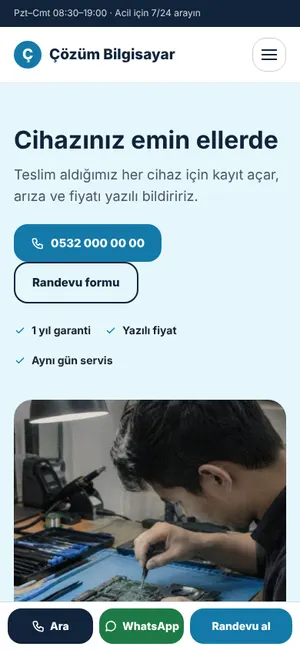 Pzt–Cmt 08:30–19:00 · Acil için 7/24 arayın
Ç Çözüm Bilgisayar
Cihazınız emin ellerde
Teslim aldığımız her cihaz için kayıt açar,
arıza ve fiyatı yazılı bildiririz.
0532 000 00 00
Randevu formu
1 yıl garanti
Yazılı fiyat
Aynı gün servis
Ara
WhatsApp
Randevu al